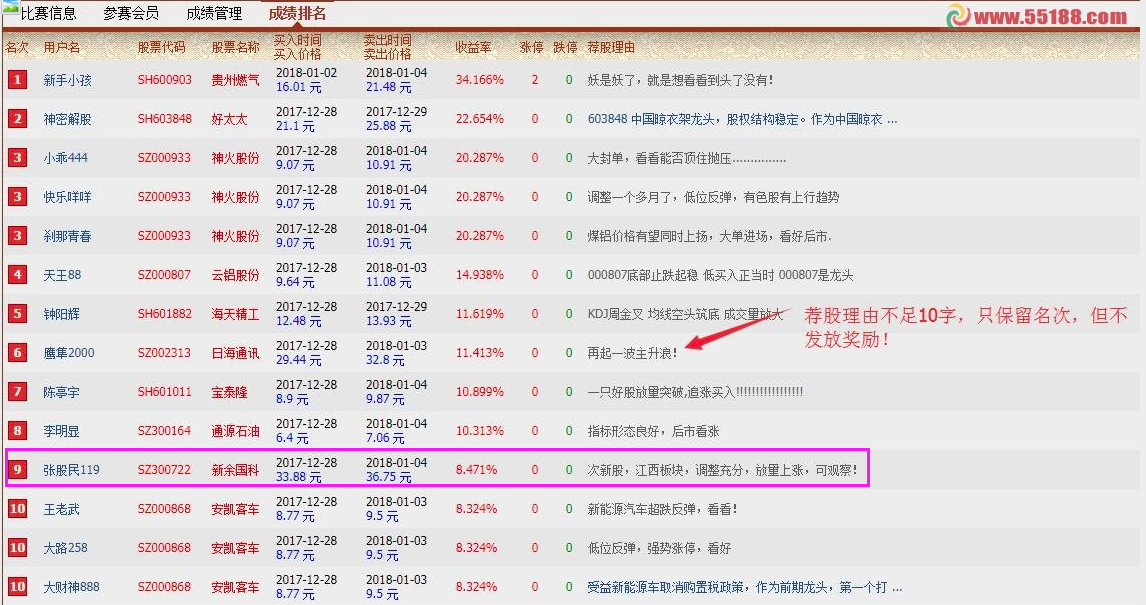 比赛信息 参赛会员 成绩管理 成绩排名
www.55188.com
名次 用户名 股票代码 股票名称 买入时间 买入价格 卖出时间 卖出价格 收益率 涨停 跌停 荐股理由
1 新手小孩 SH600903 贵州燃气 2018-01-02 16.01 元 2018-01-04 21.48 元 34.166% 2 0 妖是妖了，就是想看看到头了没有！
2 神密解股 SH603848 好太太 2017-12-28 21.1 元 2017-12-29 25.88 元 22.654% 0 0 603848 中国晾衣架龙头，股权结构稳定。作为中国晾衣 ...
3 小乖444 SZ000933 神火股份 2017-12-28 9.07 元 2018-01-04 10.91 元 20.287% 0 0 大封单，看看能否顶住抛压...............
3 快乐咩咩 SZ000933 神火股份 2017-12-28 9.07 元 2018-01-04 10.91 元 20.287% 0 0 调整一个多月了，低位反弹，有色股有上行趋势
3 刹那青春 SZ000933 神火股份 2017-12-28 9.07 元 2018-01-04 10.91 元 20.287% 0 0 煤铝价格有望同时上扬，大单进场，看好后市.
4 天王88 SZ000807 云铝股份 2017-12-28 9.64 元 2018-01-03 11.08 元 14.938% 0 0 000807底部止跌起稳 低买入正当时 000807是龙头
5 钟阳辉 SH601882 海天精工 2017-12-28 12.48 元 2017-12-29 13.93 元 11.619% 0 0 KDJ周金叉 均线空头筑底 成交量放大
荐股理由不足10字，只保留名次，但不
发放奖励！
6 鹰隼2000 SZ002313 日海通讯 2017-12-28 29.44 元 2018-01-03 32.8 元 11.413% 0 0 再起一波主升浪！
7 陈亭宇 SH601011 宝泰隆 2017-12-28 8.9 元 2018-01-04 9.87 元 10.899% 0 0 一只好股放量突破,追涨买入!!!!!!!!!!!!!!!!!
8 李明显 SZ300164 通源石油 2017-12-28 6.4 元 2018-01-04 7.06 元 10.313% 0 0 指标形态良好，后市看涨
9 张股民119 SZ300722 新余国科 2017-12-28 33.88 元 2018-01-04 36.75 元 8.471% 0 0 次新股，江西板块，调整充分，放量上涨，可观察！
10 王老武 SZ000868 安凯客车 2017-12-28 8.77 元 2018-01-03 9.5 元 8.324% 0 0 新能源汽车超跌反弹，看看！
10 大路258 SZ000868 安凯客车 2017-12-28 8.77 元 2018-01-03 9.5 元 8.324% 0 0 低位反弹，强势涨停，看好
10 大财神888 SZ000868 安凯客车 2017-12-28 8.77 元 2018-01-03 9.5 元 8.324% 0 0 受益新能源车取消购置税政策，作为前期龙头，第一个打 ...